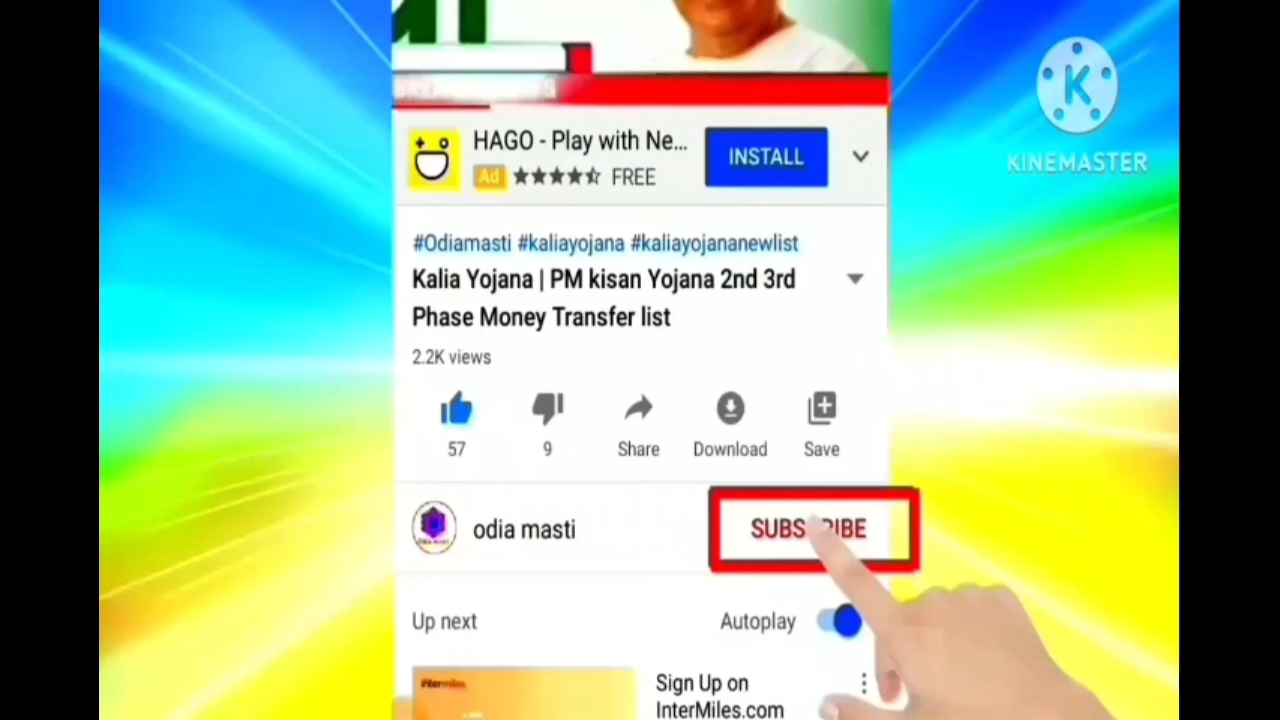 HAGO - Play with Ne...
INSTALL
Ad
FREE
K
KINEMASTER
#Odiamasti #kaliayojana #kaliayojananewlist
Kalia Yojana | PM kisan Yojana 2nd 3rd
Phase Money Transfer list
2.2K views
57
9
Share
Download
Save
odia masti
SUBSCRIBE
Up next
Autoplay
intermiles
Sign Up on
InterMiles.com